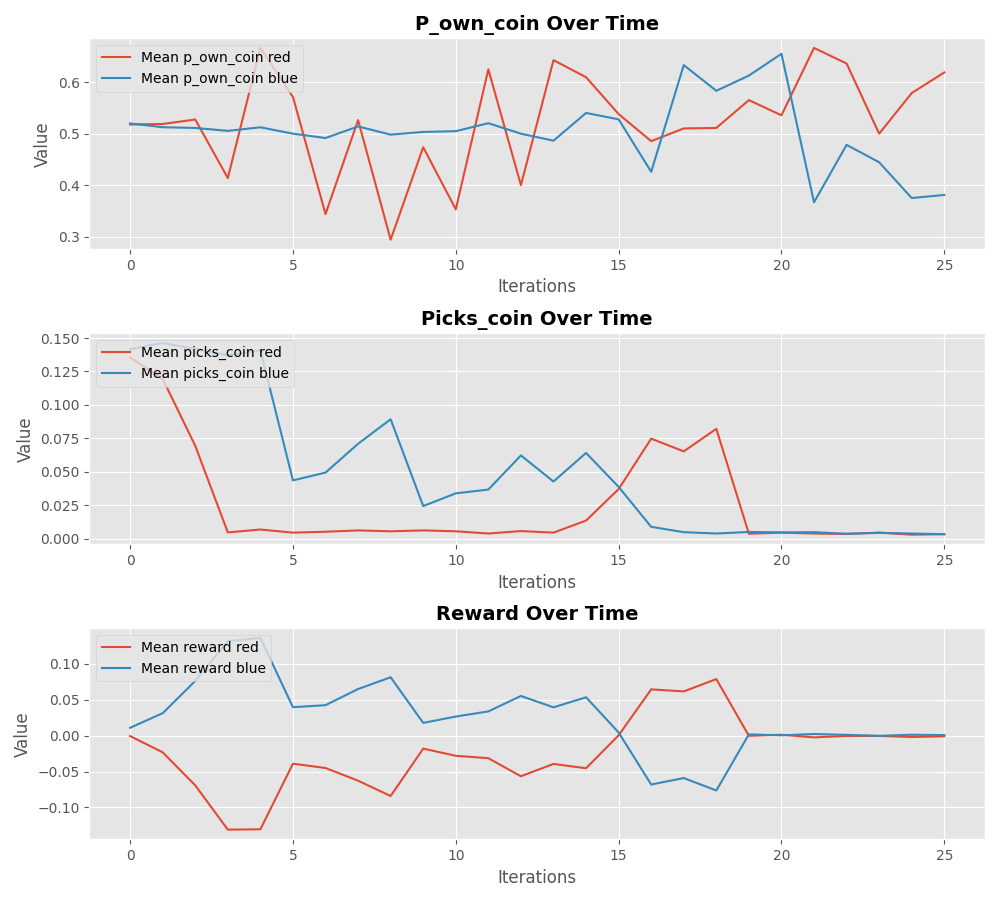 P_own_coin Over Time
Mean p_own_coin red
Mean p_own_coin blue
Value
0.6
0.5
0.4
0.3
0 5 10 15 20 25
Iterations
Picks_coin Over Time
Mean picks_coin red
Mean picks_coin blue
Value
0.150
0.125
0.100
0.075
0.050
0.025
0.000
0 5 10 15 20 25
Iterations
Reward Over Time
Mean reward red
Mean reward blue
Value
0.10
0.05
0.00
−0.05
−0.10
0 5 10 15 20 25
Iterations